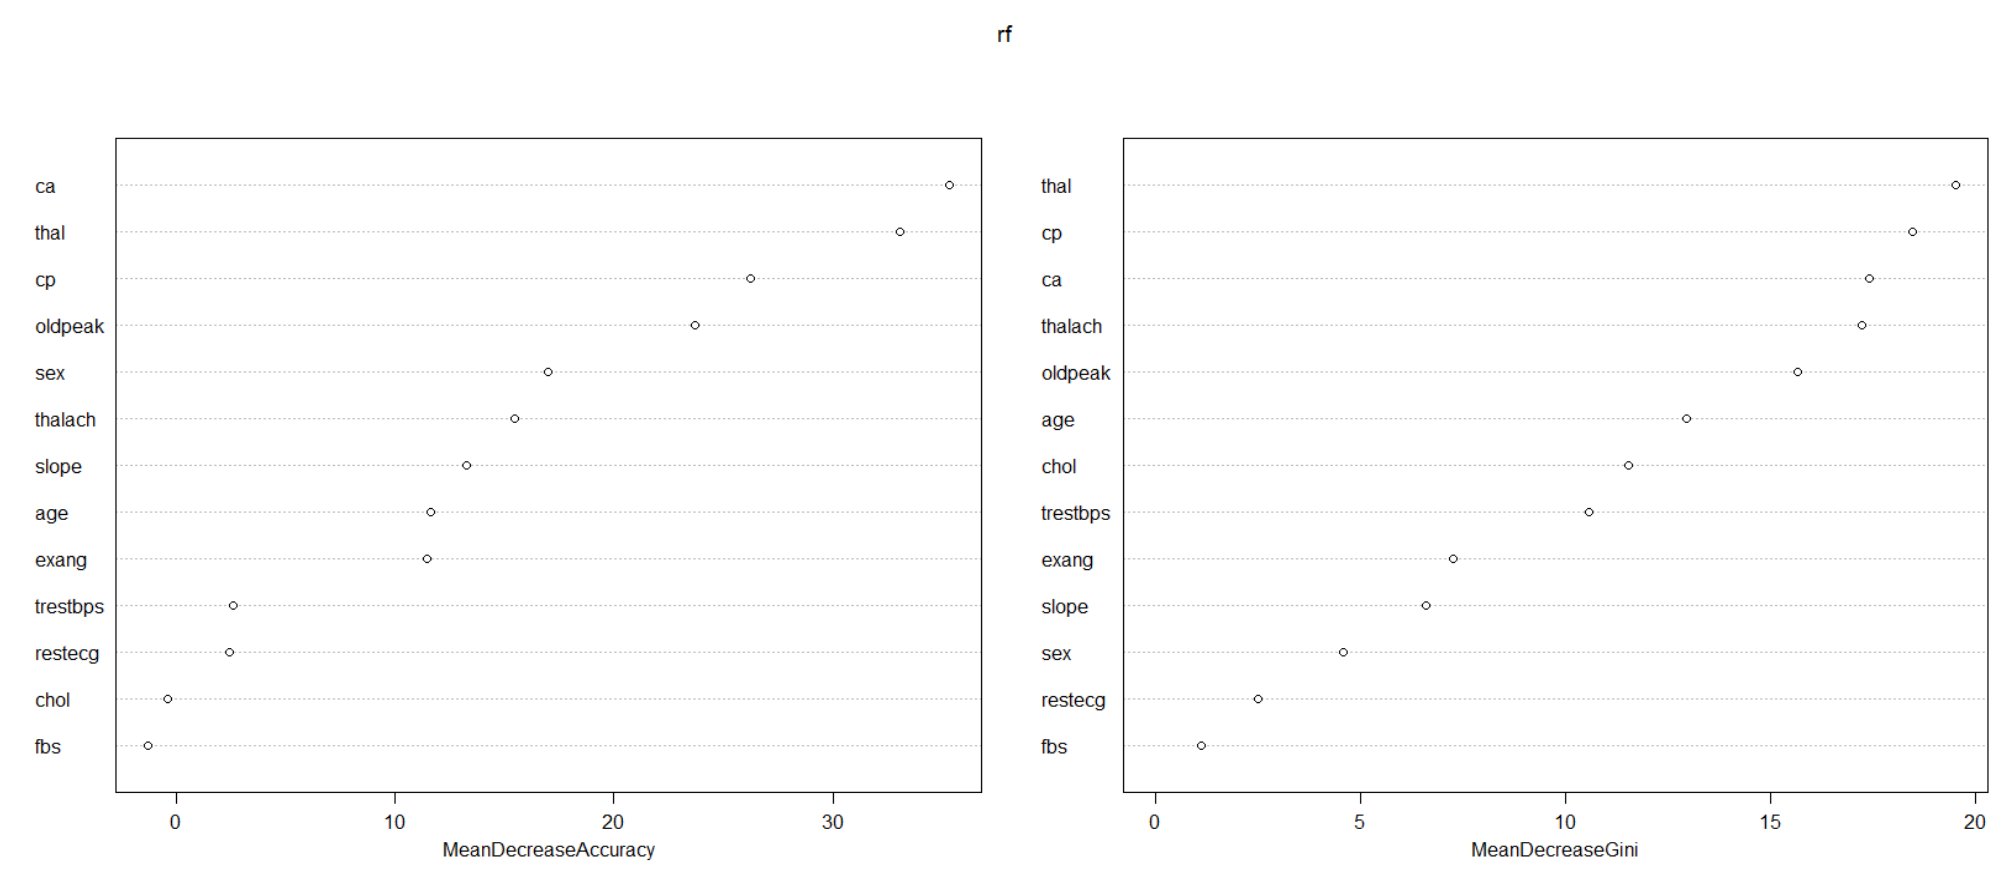 rf
ca
thal
cp
oldpeak
sex
thalach
slope
age
exang
trestbps
restecg
chol
fbs
0 10 20 30
MeanDecreaseAccuracy
thal
cp
ca
thalach
oldpeak
age
chol
trestbps
exang
slope
sex
restecg
fbs
0 5 10 15 20
MeanDecreaseGini